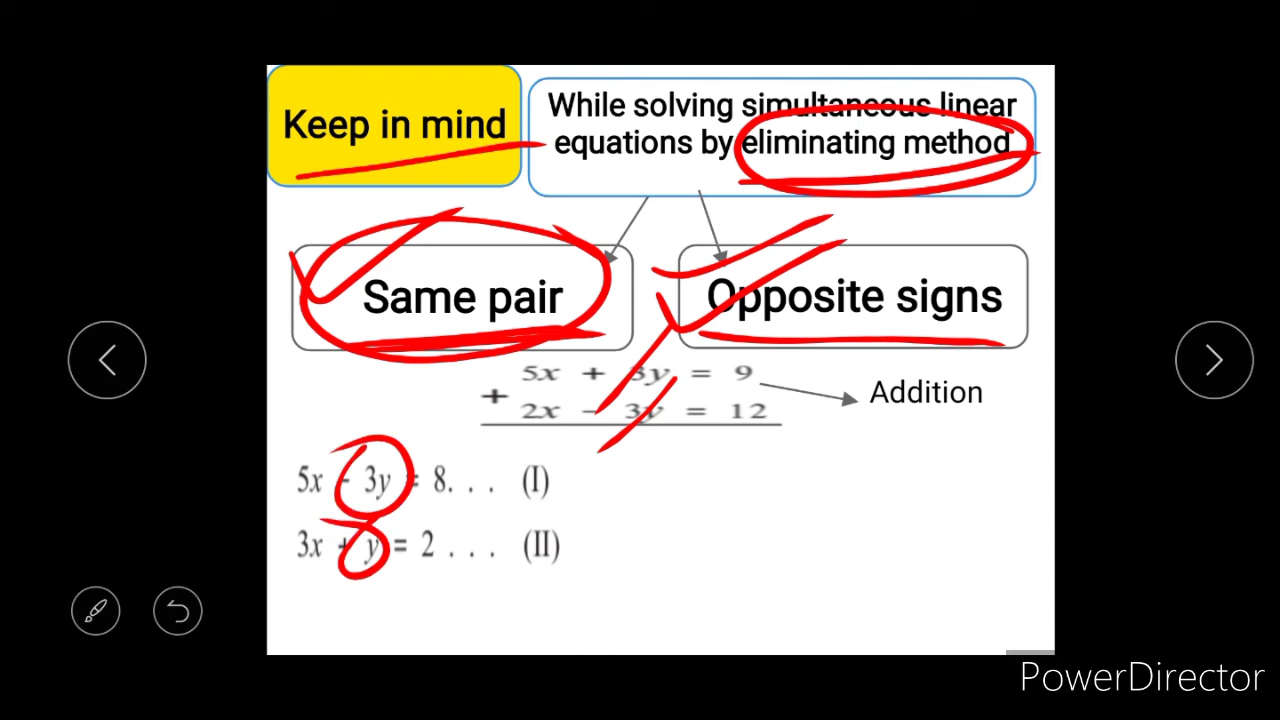 Keep in mind
While solving simultaneous linear
equations by eliminating method
Same pair
Opposite signs
5x + 3y = 9
+ 2x - 3y = 12
Addition
5x - 3y = 8. . . (I)
3x + y = 2 . . . (II)
PowerDirector